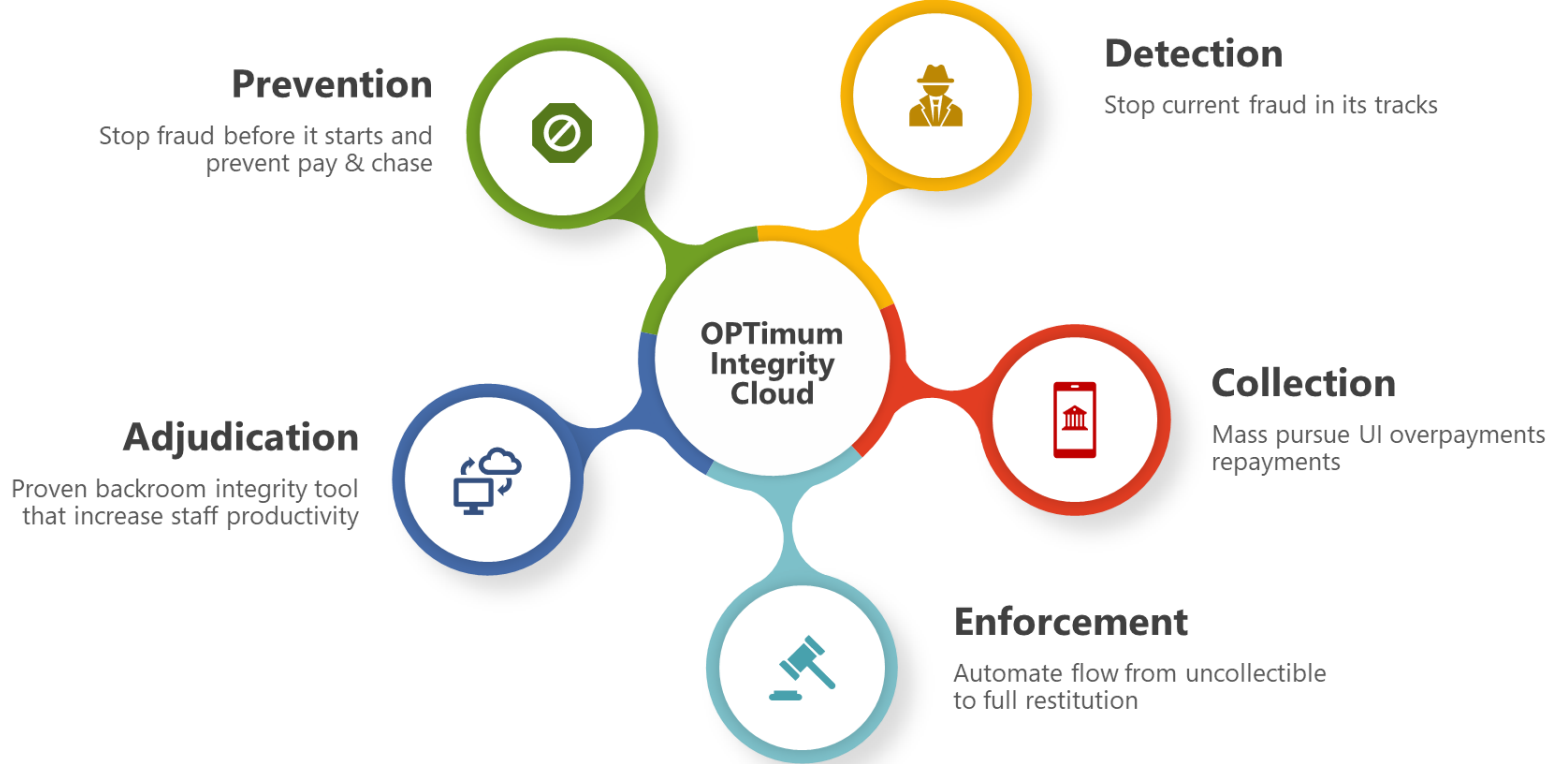 Prevention
Stop fraud before it starts and
prevent pay & chase
Detection
Stop current fraud in its tracks
OPTimum
Integrity
Cloud
Collection
Mass pursue UI overpayments
repayments
Adjudication
Proven backroom integrity tool
that increase staff productivity
Enforcement
Automate flow from uncollectible
to full restitution